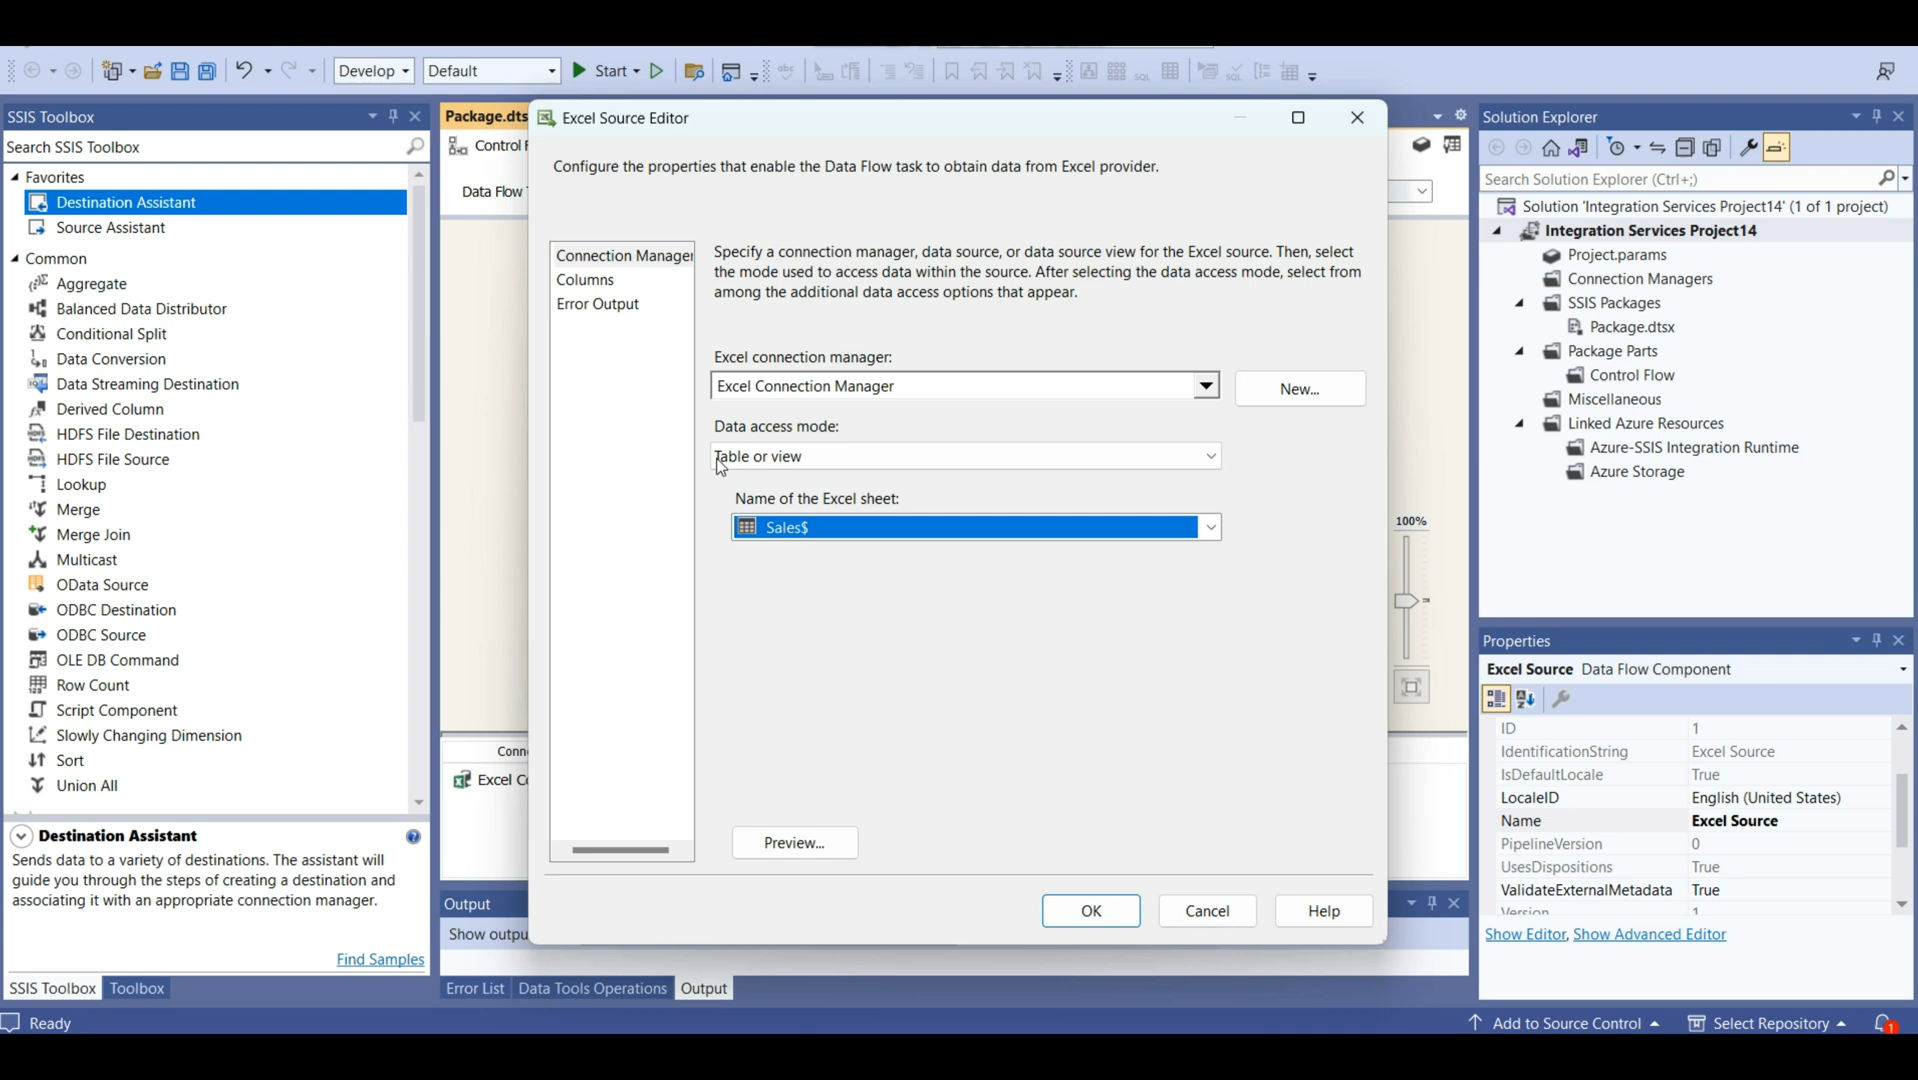 Develop
Default
Start
SSIS Toolbox
Search SSIS Toolbox
Favorites
Destination Assistant
Source Assistant
Common
Aggregate
Balanced Data Distributor
Conditional Split
Data Conversion
Data Streaming Destination
Derived Column
HDFS File Destination
HDFS File Source
Lookup
Merge
Merge Join
Multicast
OData Source
ODBC Destination
ODBC Source
OLE DB Command
Row Count
Script Component
Slowly Changing Dimension
Sort
Union All
Destination Assistant
Sends data to a variety of destinations. The assistant will
guide you through the steps of creating a destination and
associating it with an appropriate connection manager.
Find Samples
SSIS Toolbox
Toolbox
Package.dts
Control F
Data Flow
Conn
Excel C
Output
Show outpu
Error List
Data Tools Operations
Output
100%
Excel Source Editor
Configure the properties that enable the Data Flow task to obtain data from Excel provider.
Connection Manager
Columns
Error Output
Specify a connection manager, data source, or data source view for the Excel source. Then, select
the mode used to access data within the source. After selecting the data access mode, select from
among the additional data access options that appear.
Excel connection manager:
Excel Connection Manager
New...
Data access mode:
Table or view
Name of the Excel sheet:
Sales$
Preview...
OK
Cancel
Help
Solution Explorer
Search Solution Explorer (Ctrl+;)
Solution 'Integration Services Project14' (1 of 1 project)
Integration Services Project14
Project.params
Connection Managers
SSIS Packages
Package.dtsx
Package Parts
Control Flow
Miscellaneous
Linked Azure Resources
Azure-SSIS Integration Runtime
Azure Storage
Properties
Excel Source Data Flow Component
ID 1
IdentificationString Excel Source
IsDefaultLocale True
LocaleID English (United States)
Name Excel Source
PipelineVersion 0
UsesDispositions True
ValidateExternalMetadata True
Version 1
Show Editor, Show Advanced Editor
Ready
Add to Source Control
Select Repository
1